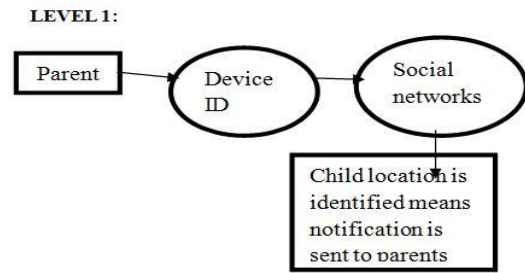 LEVEL 1:
Parent
Device
ID
Social
networks
Child location is
identified means
notification is
sent to parents